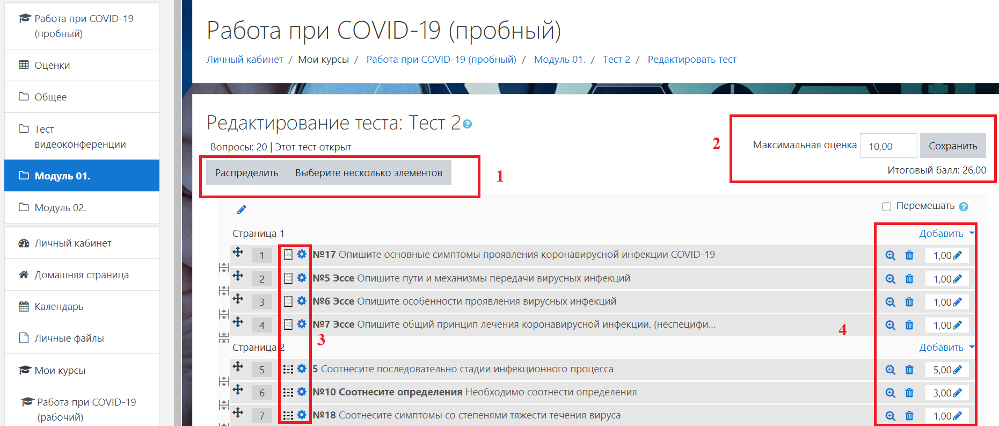 Работа при COVID-19
(пробный)
Оценки
Общее
Тест
видеоконференции
Модуль 01.
Модуль 02.
Личный кабинет
Домашняя страница
Календарь
Личные файлы
Мои курсы
Работа при COVID-19
(рабочий)
Работа при COVID-19 (пробный)
Личный кабинет / Мои курсы / Работа при COVID-19 (пробный) / Модуль 01. / Тест 2 / Редактировать тест
Редактирование теста: Тест 2
Вопросы: 20 | Этот тест открыт
2 Максимальная оценка 10,00 Сохранить
Итоговый балл: 26,00
Распределить Выберите несколько элементов 1
Перемешать
Страница 1 Добавить
1 №17 Опишите основные симптомы проявления коронавирусной инфекции COVID-19 1,00
2 №5 Эссе Опишите пути и механизмы передачи вирусных инфекций 1,00
3 №6 Эссе Опишите особенности проявления вирусных инфекций 1,00
4 №7 Эссе Опишите общий принцип лечения коронавирусной инфекции. (неспецифи... 1,00
3 4
Страница 2 Добавить
5 5 Соотнесите последовательно стадии инфекционного процесса 5,00
6 №10 Соотнесите определения Необходимо соотнести определения 3,00
7 №18 Соотнесите симптомы со степенями тяжести течения вируса 1,00